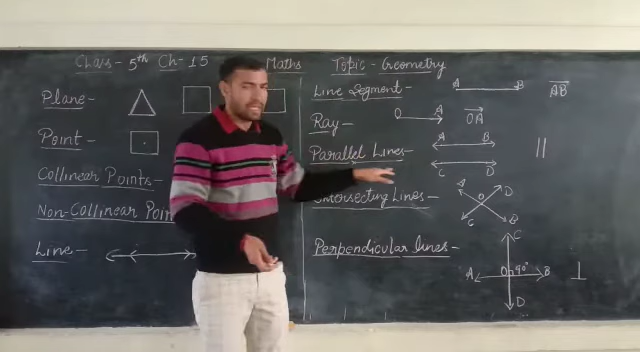 Class- 5th Ch-15 Maths Topic- Geometry
Plane-
Point-
Collinear Points-
Non-Collinear Poin
Line-
Line Segment- A B AB
Ray- O A OA
Parallel Lines- A B C D ||
Intersecting Lines- A D O C B
Perpendicular lines- C A O 90° B D ⊥